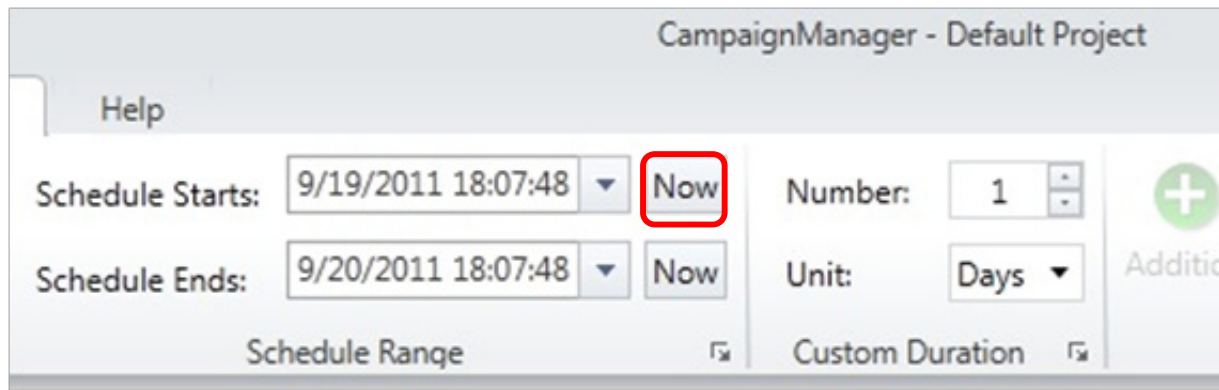 CampaignManager - Default Project
Help
Schedule Starts: 9/19/2011 18:07:48 Now Number: 1
Schedule Ends: 9/20/2011 18:07:48 Now Unit: Days Additio
Schedule Range Custom Duration